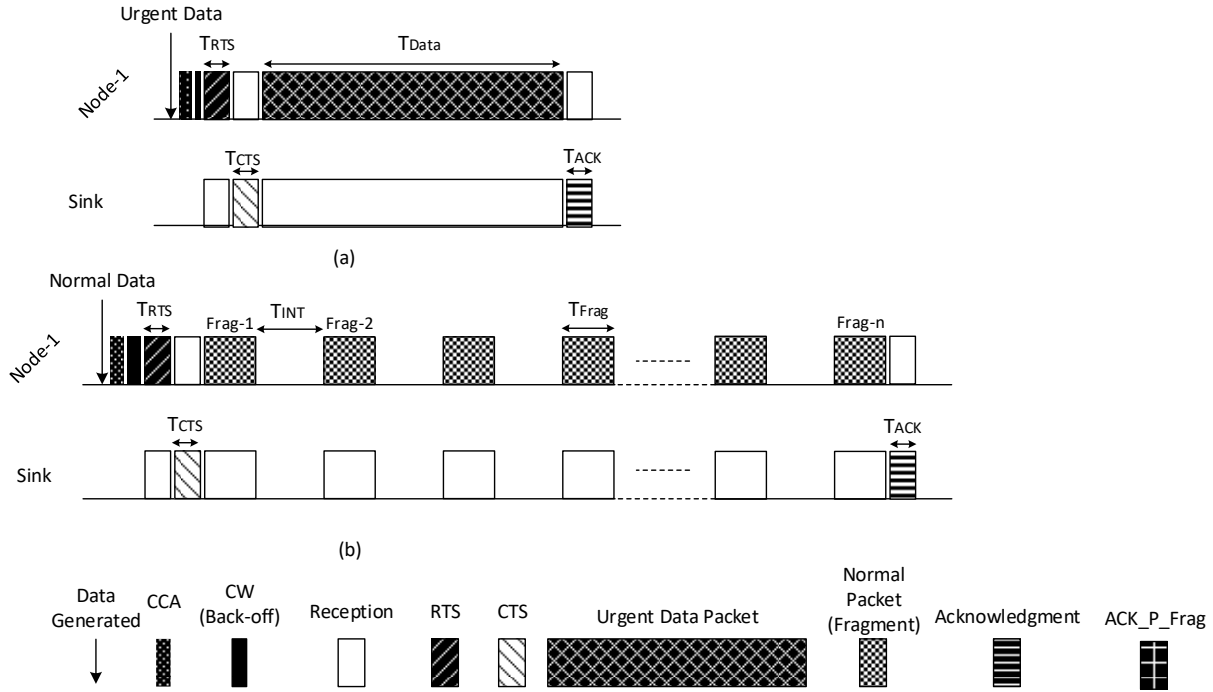 Urgent Data
TRTS
TData
Node-1
TCTS
TACK
Sink
(a)
Normal Data
TRTS
TINT
TFrag
Frag-1
Frag-2
Frag-n
Node-1
TCTS
TACK
Sink
(b)
Data
Generated
CCA
CW
(Back-off)
Reception
RTS
CTS
Urgent Data Packet
Normal
Packet
(Fragment)
Acknowledgment
ACK_P_Frag